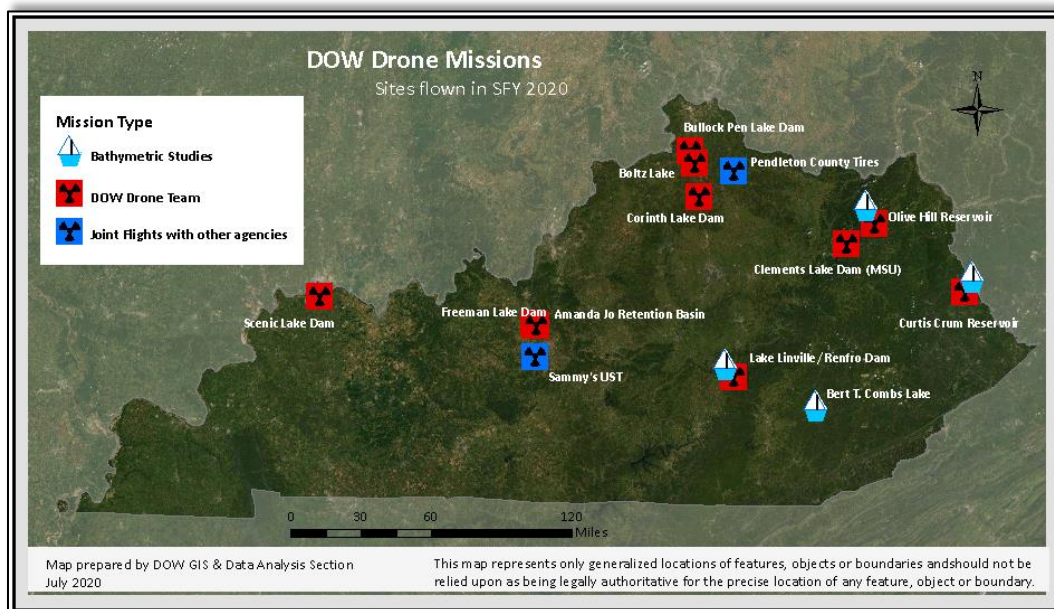 DOW Drone Missions
Sites flown in SFY 2020
N
Mission Type
Bathymetric Studies
DOW Drone Team
Joint Flights with other agencies
Bullock Pen Lake Dam
Boltz Lake
Pendleton County Tires
Corinth Lake Dam
Olive Hill Reservoir
Clements Lake Dam (MSU)
Curtis Crum Reservoir
Scenic Lake Dam
Freeman Lake Dam
Amanda Jo Retention Basin
Sammy's UST
Lake Linville/Renfro Dam
Bert T. Combs Lake
0 30 60 120
Miles
Map prepared by DOW GIS & Data Analysis Section
July 2020
This map represents only generalized locations of features, objects or boundaries andshould not be
relied upon as being legally authoritative for the precise location of any feature, object or boundary.